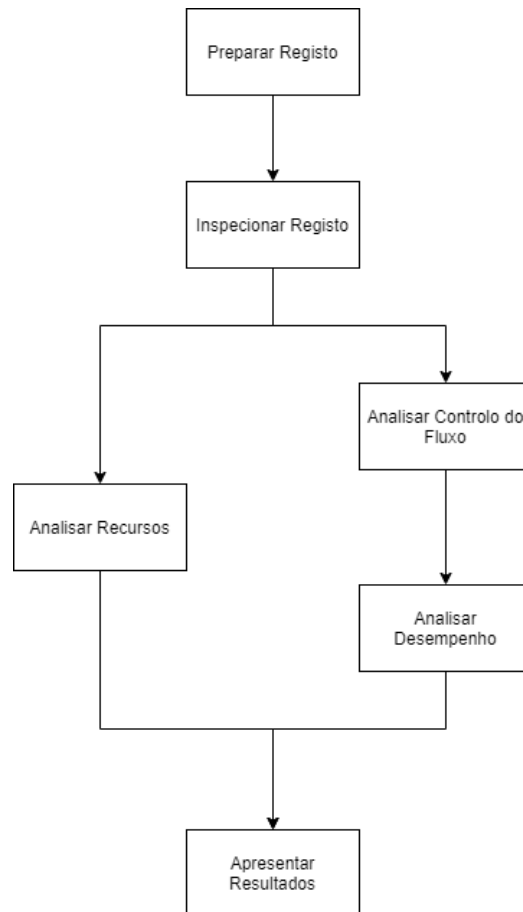 Preparar Registo
Inspecionar Registo
Analisar Controlo do
Fluxo
Analisar Recursos
Analisar
Desempenho
Apresentar
Resultados